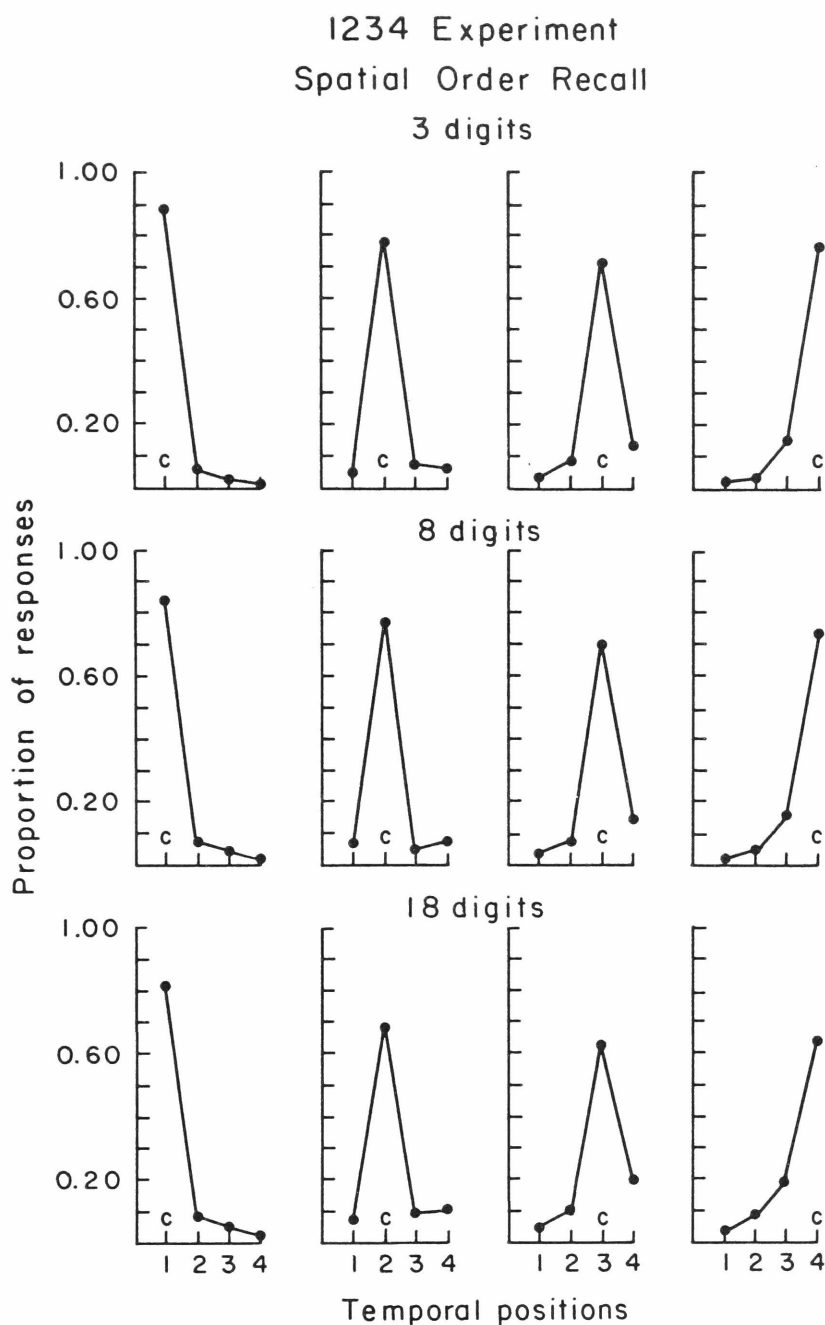 1234 Experiment
Spatial Order Recall
3 digits
1.00
0.60
0.20
C
C
C
C
8 digits
1.00
0.60
0.20
C
C
C
C
18 digits
1.00
0.60
0.20
C
C
C
C
1 2 3 4 1 2 3 4 1 2 3 4 1 2 3 4
Temporal positions
Proportion of responses